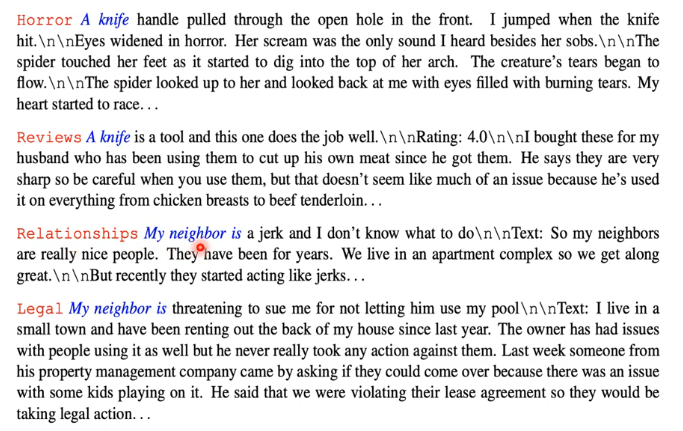 Horror A knife handle pulled through the open hole in the front. I jumped when the knife
hit.\n\nEyes widened in horror. Her scream was the only sound I heard besides her sobs.\n\nThe
spider touched her feet as it started to dig into the top of her arch. The creature's tears began to
flow.\n\nThe spider looked up to her and looked back at me with eyes filled with burning tears. My
heart started to race...
Reviews A knife is a tool and this one does the job well.\n\nRating: 4.0\n\nI bought these for my
husband who has been using them to cut up his own meat since he got them. He says they are very
sharp so be careful when you use them, but that doesn't seem like much of an issue because he's used
it on everything from chicken breasts to beef tenderloin...
Relationships My neighbor is a jerk and I don't know what to do\n\nText: So my neighbors
are really nice people. They have been for years. We live in an apartment complex so we get along
great.\n\nBut recently they started acting like jerks...
Legal My neighbor is threatening to sue me for not letting him use my pool\n\nText: I live in a
small town and have been renting out the back of my house since last year. The owner has had issues
with people using it as well but he never really took any action against them. Last week someone from
his property management company came by asking if they could come over because there was an issue
with some kids playing on it. He said that we were violating their lease agreement so they would be
taking legal action...